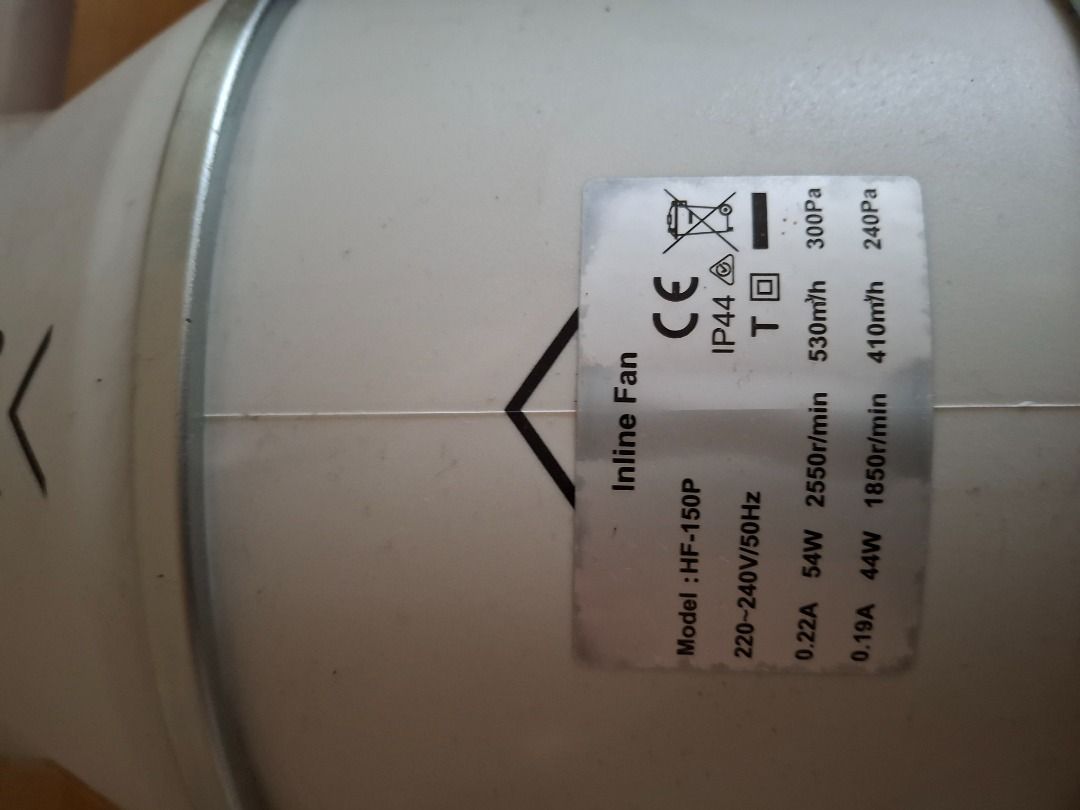 Inline Fan
Model :HF-150P
CE
IP44
220~240V/50Hz
T
0.22A 54W 2550r/min 530m³/h 300Pa
0.19A 44W 1850r/min 410m³/h 240Pa